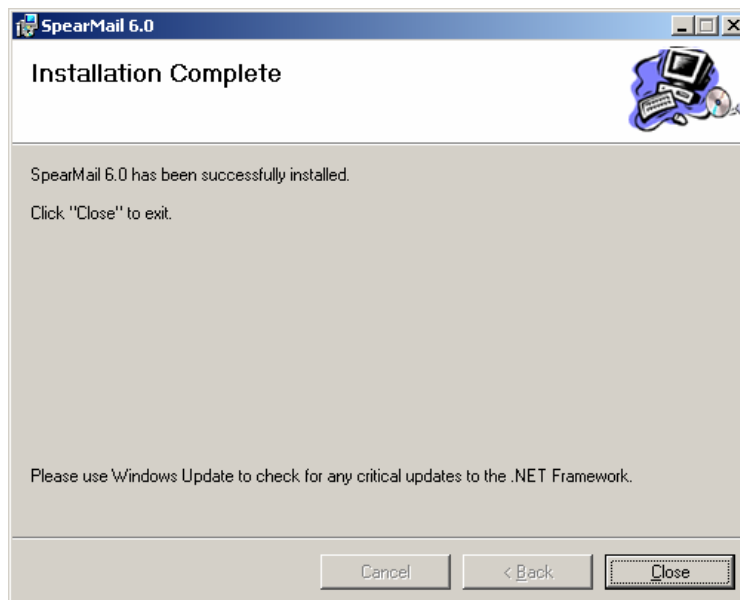 SpearMail 6.0
Installation Complete
SpearMail 6.0 has been successfully installed.
Click "Close" to exit.
Please use Windows Update to check for any critical updates to the .NET Framework.
Cancel
< Back
Close